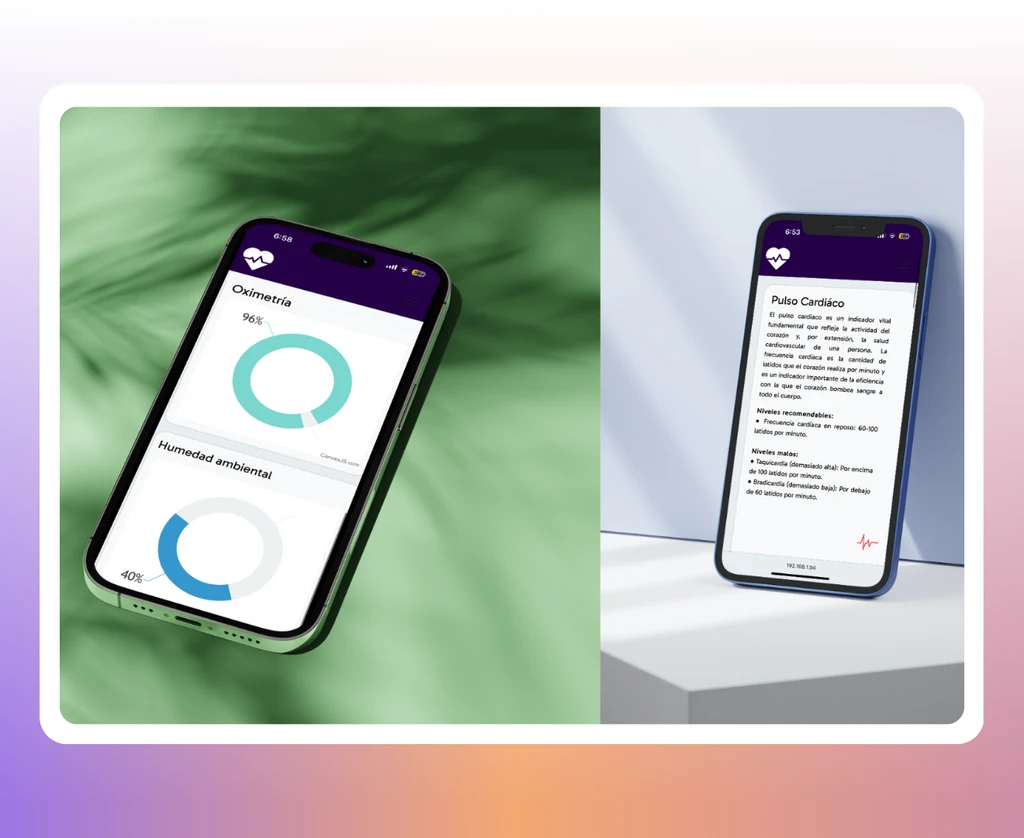 6:58
Oximetría
96%
CanvasJS.com
Humedad ambiental
40%
6:53
Pulso Cardiáco
El pulso cardíaco es un indicador vital
fundamental que refleja la actividad del
corazón y, por extensión, la salud
cardiovascular de una persona. La
frecuencia cardíaca es la cantidad de
latidos que el corazón realiza por minuto y
es un indicador importante de la eficiencia
con la que el corazón bombea sangre a
todo el cuerpo.
Niveles recomendables:
• Frecuencia cardíaca en reposo: 60-100
latidos por minuto.
Niveles malos:
• Taquicardia (demasiado alta): Por encima
de 100 latidos por minuto.
• Bradicardia (demasiado baja): Por debajo
de 60 latidos por minuto.
192.168.1.94